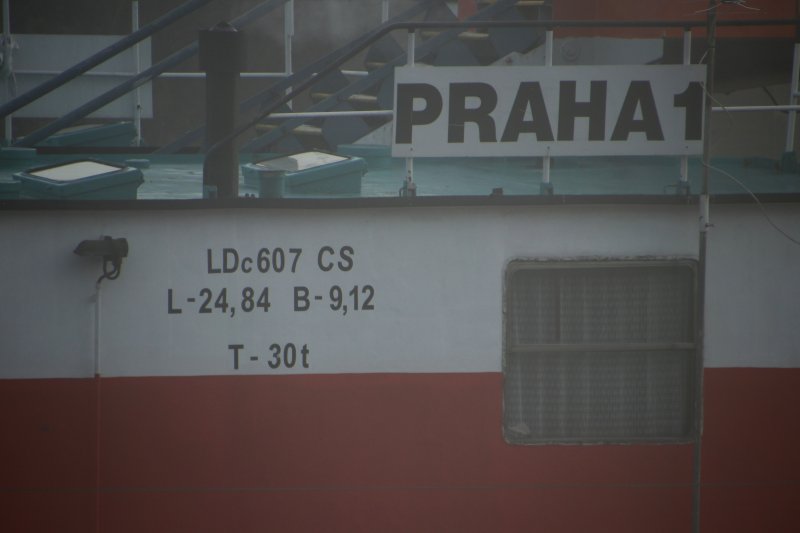 PRAHA 1
LDc607 CS
L-24,84 B-9,12
T-30t